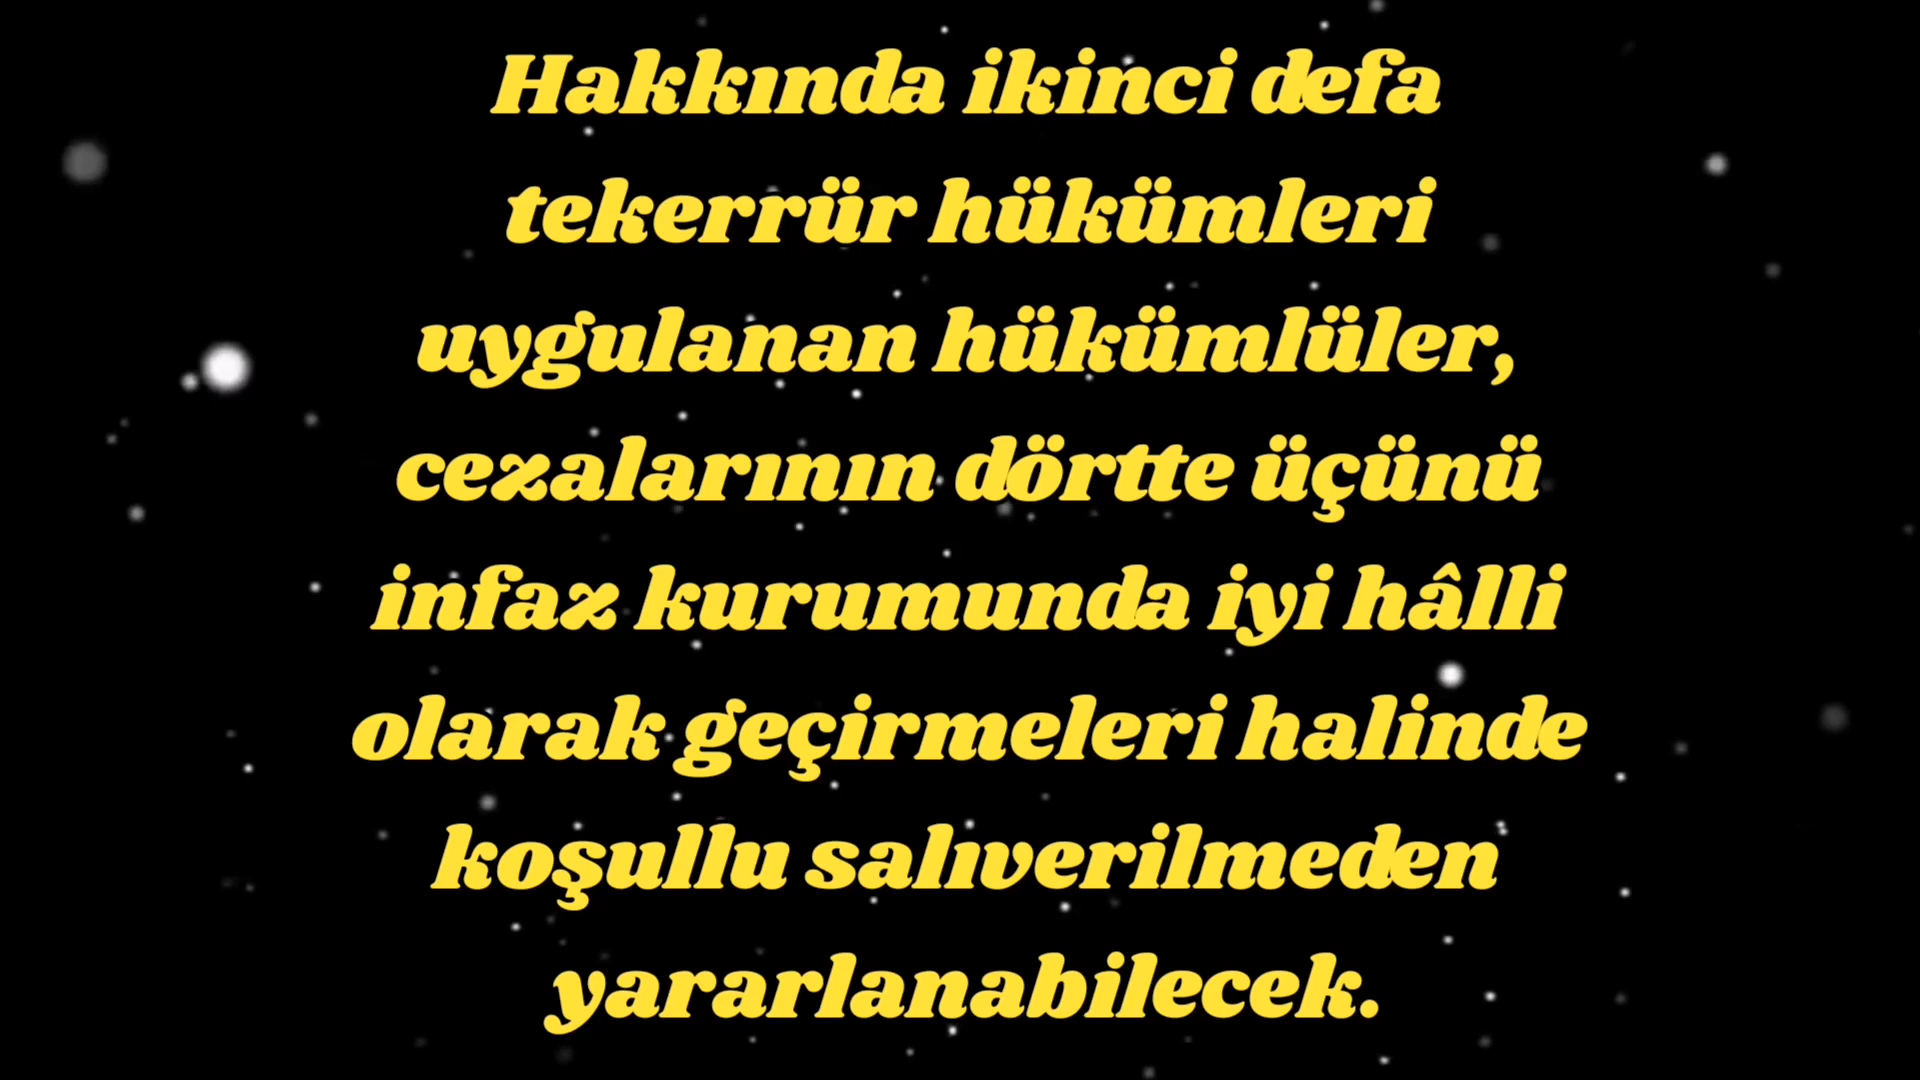 Hakkında ikinci defa
tekerrür hükümleri
uygulanan hükümlüler,
cezalarının dörtte üçünü
infaz kurumunda iyi hâlli
olarak geçirmeleri halinde
koşullu salıverilmeden
yararlanabilecek.